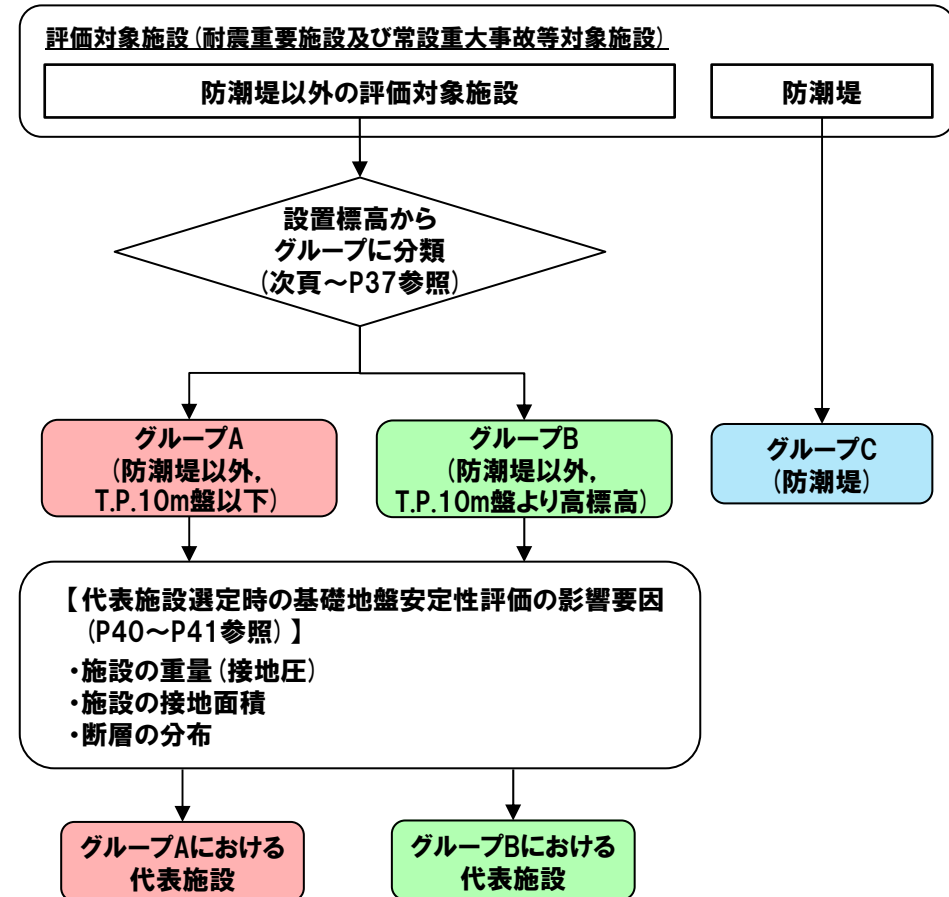 評価対象施設(耐震重要施設及び常設重大事故等対象施設)
防潮堤以外の評価対象施設
防潮堤
設置標高から
グループに分類
(次頁～P37参照)
グループA
(防潮堤以外,
T.P.10m盤以下)
グループB
(防潮堤以外,
T.P.10m盤より高標高)
グループC
(防潮堤)
【代表施設選定時の基礎地盤安定性評価の影響要因
(P40～P41参照)】
・施設の重量(接地圧)
・施設の接地面積
・断層の分布
グループAにおける
代表施設
グループBにおける
代表施設